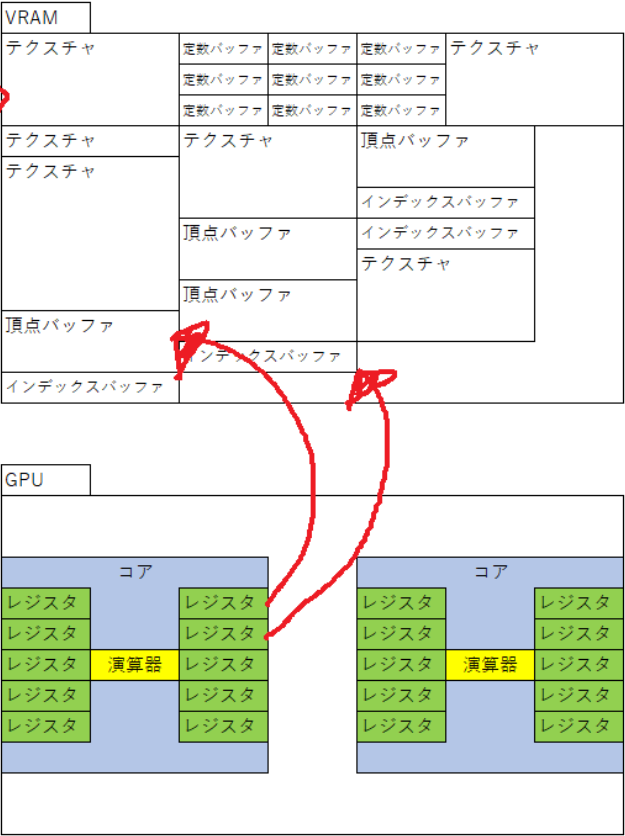 VRAM
テクスチャ 定数バッファ 定数バッファ 定数バッファ テクスチャ
定数バッファ 定数バッファ 定数バッファ
定数バッファ 定数バッファ 定数バッファ
テクスチャ テクスチャ 頂点バッファ
テクスチャ
インデックスバッファ
頂点バッファ インデックスバッファ
テクスチャ
頂点バッファ
頂点バッファ
インデックスバッファ
インデックスバッファ
GPU
コア コア
レジスタ レジスタ レジスタ レジスタ
レジスタ レジスタ レジスタ レジスタ
レジスタ 演算器 レジスタ レジスタ 演算器 レジスタ
レジスタ レジスタ レジスタ レジスタ
レジスタ レジスタ レジスタ レジスタ